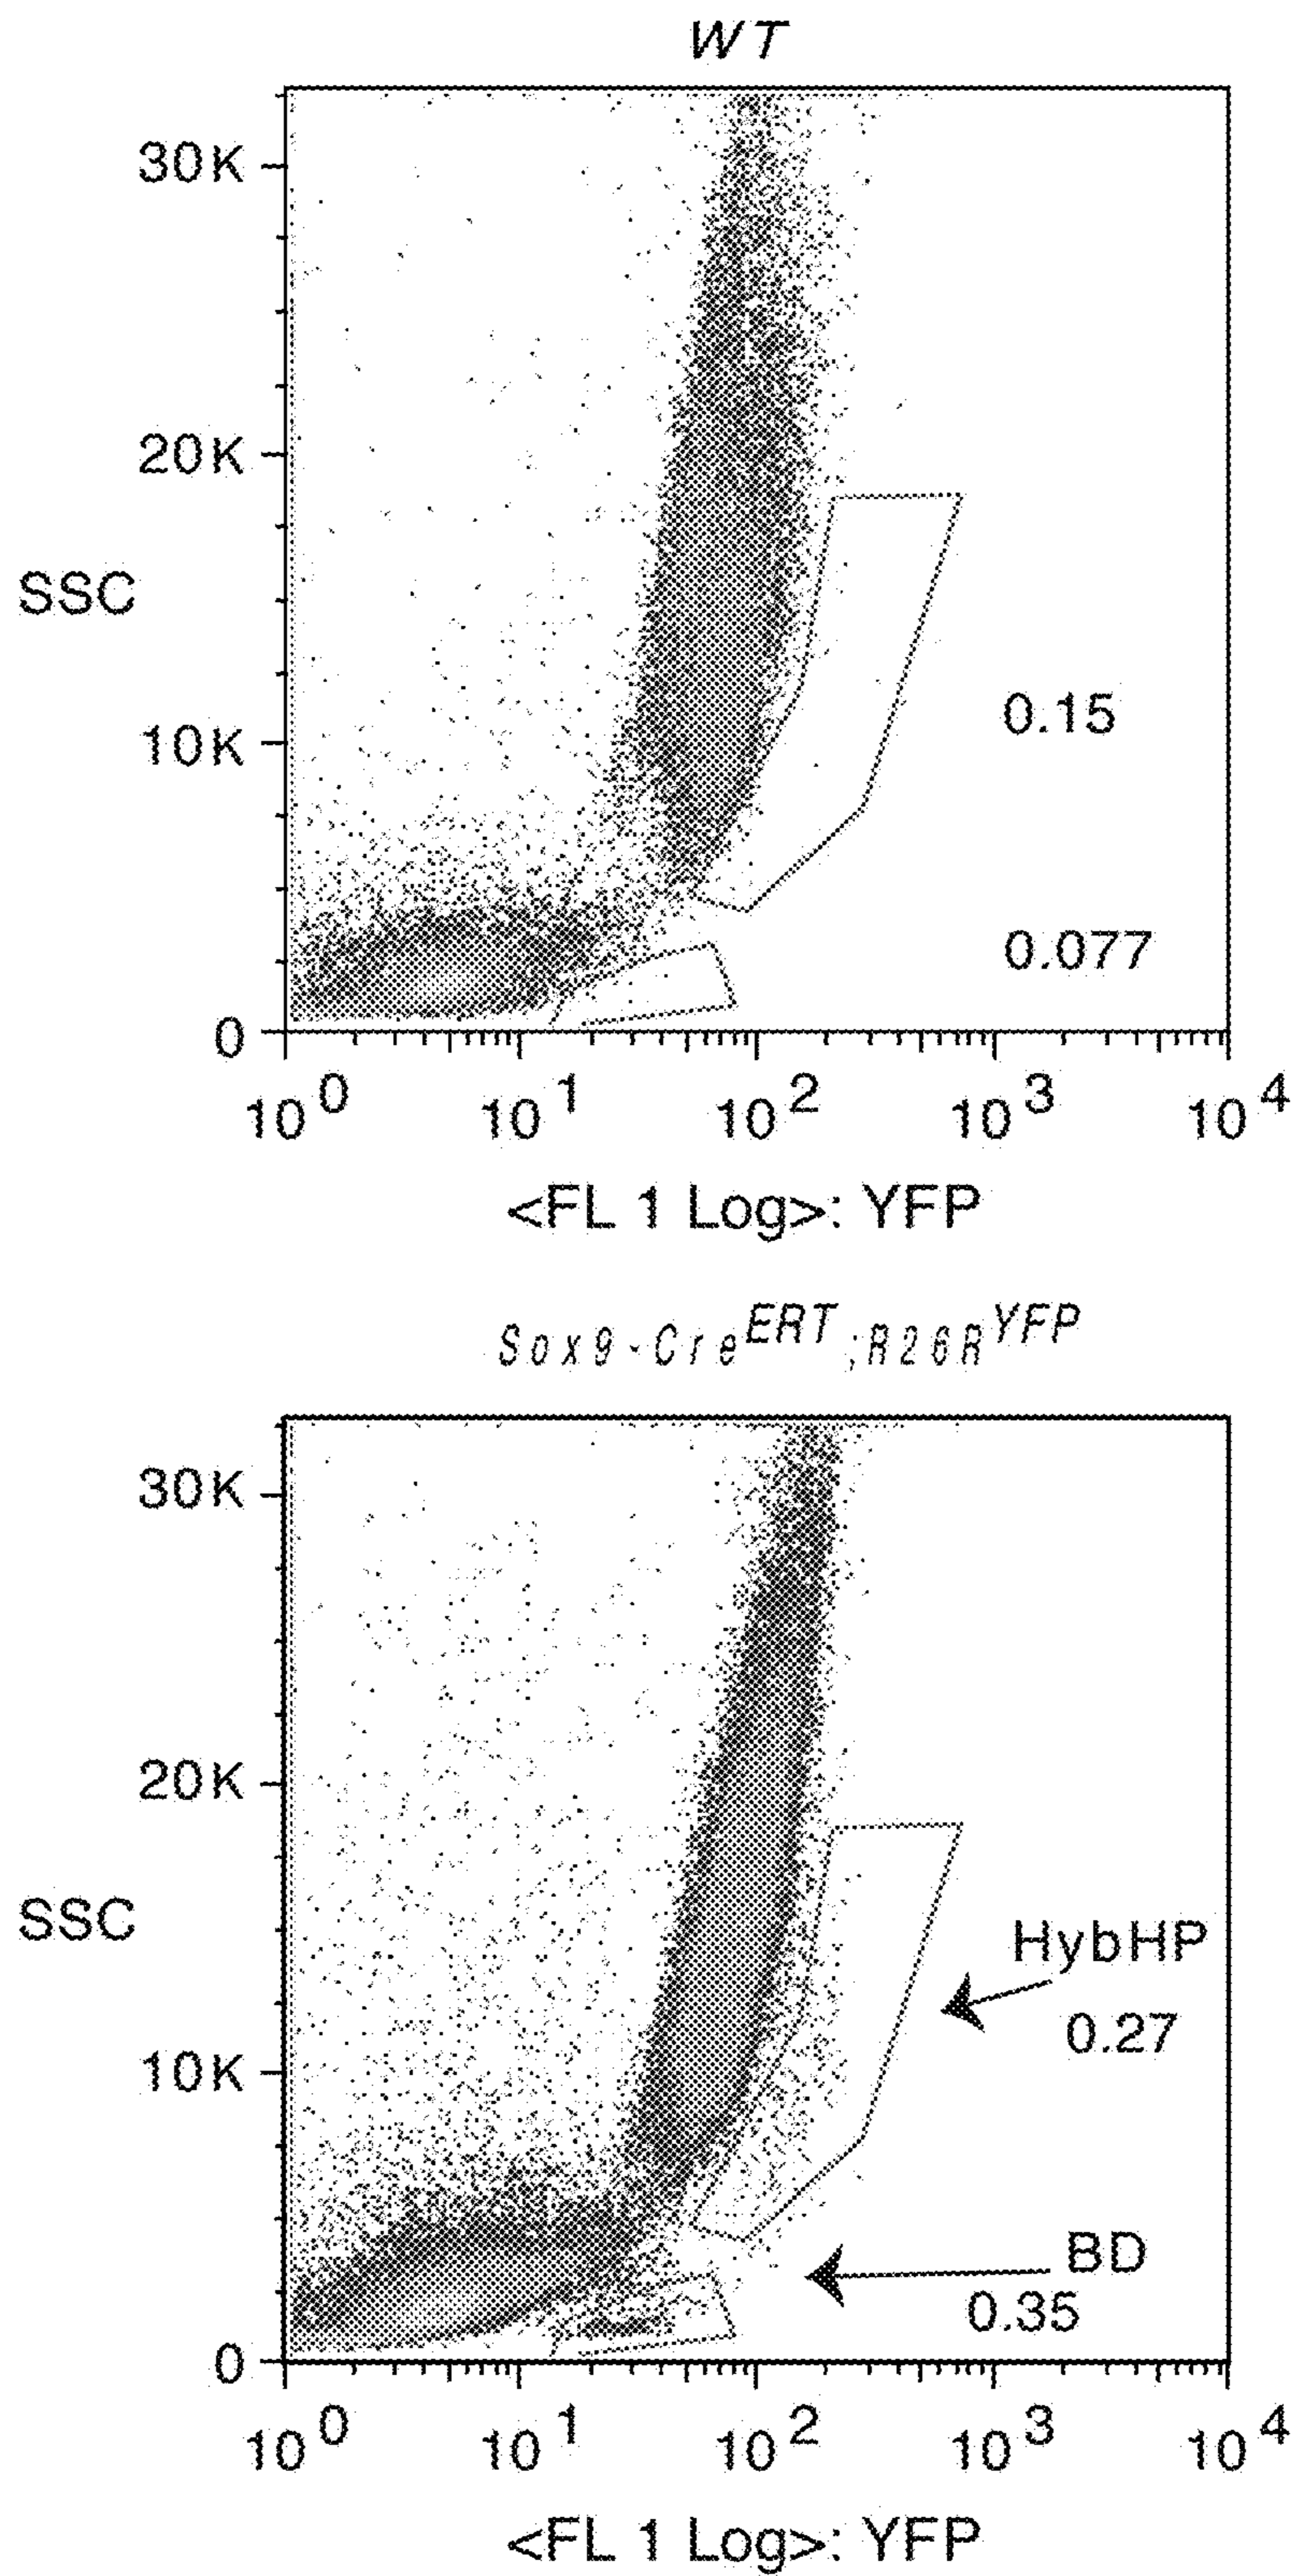 WT
30K
20K
SSC
10K
0.15
0.077
0
10^0 10^1 10^2 10^3 10^4
<FL 1 Log>: YFP
Sox9-Cre^ERT;R26R^YFP
30K
20K
SSC
HybHP
0.27
10K
BD
0.35
0
10^0 10^1 10^2 10^3 10^4
<FL 1 Log>: YFP